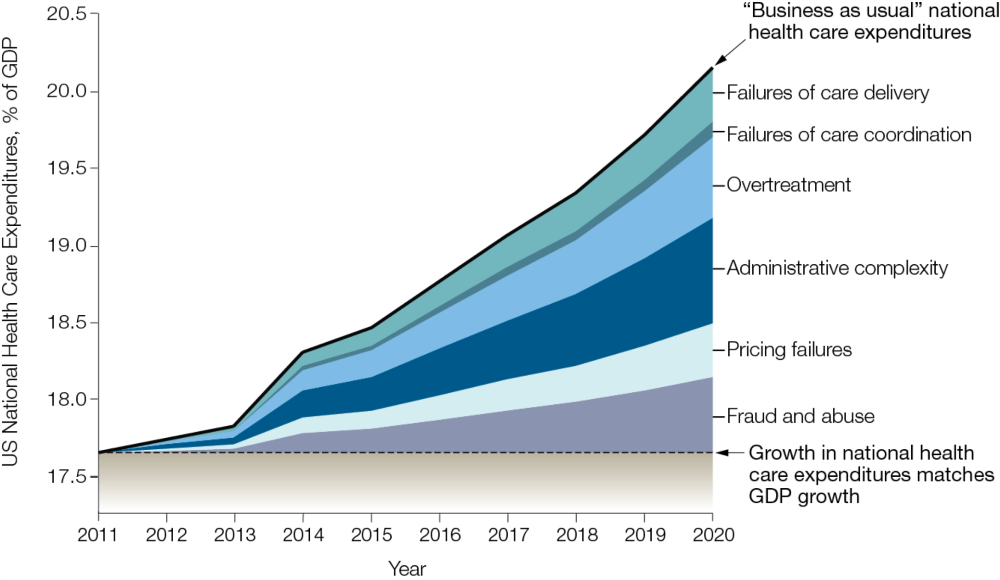 US National Health Care Expenditures, % of GDP
20.5
20.0
19.5
19.0
18.5
18.0
17.5
2011 2012 2013 2014 2015 2016 2017 2018 2019 2020
Year
“Business as usual” national
health care expenditures
Failures of care delivery
Failures of care coordination
Overtreatment
Administrative complexity
Pricing failures
Fraud and abuse
Growth in national health
care expenditures matches
GDP growth